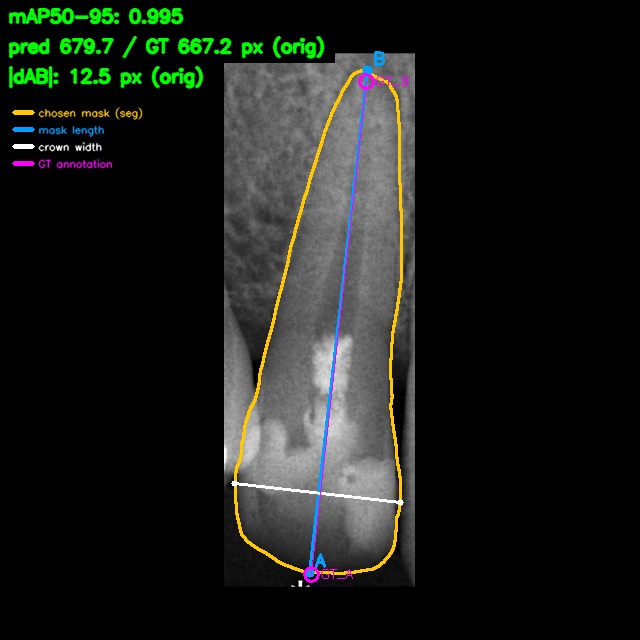 mAP50-95: 0.995
pred 679.7 / GT 667.2 px (orig)
|dAB|: 12.5 px (orig)
chosen mask (seg)
mask length
crown width
GT annotation
B
A
GT_A